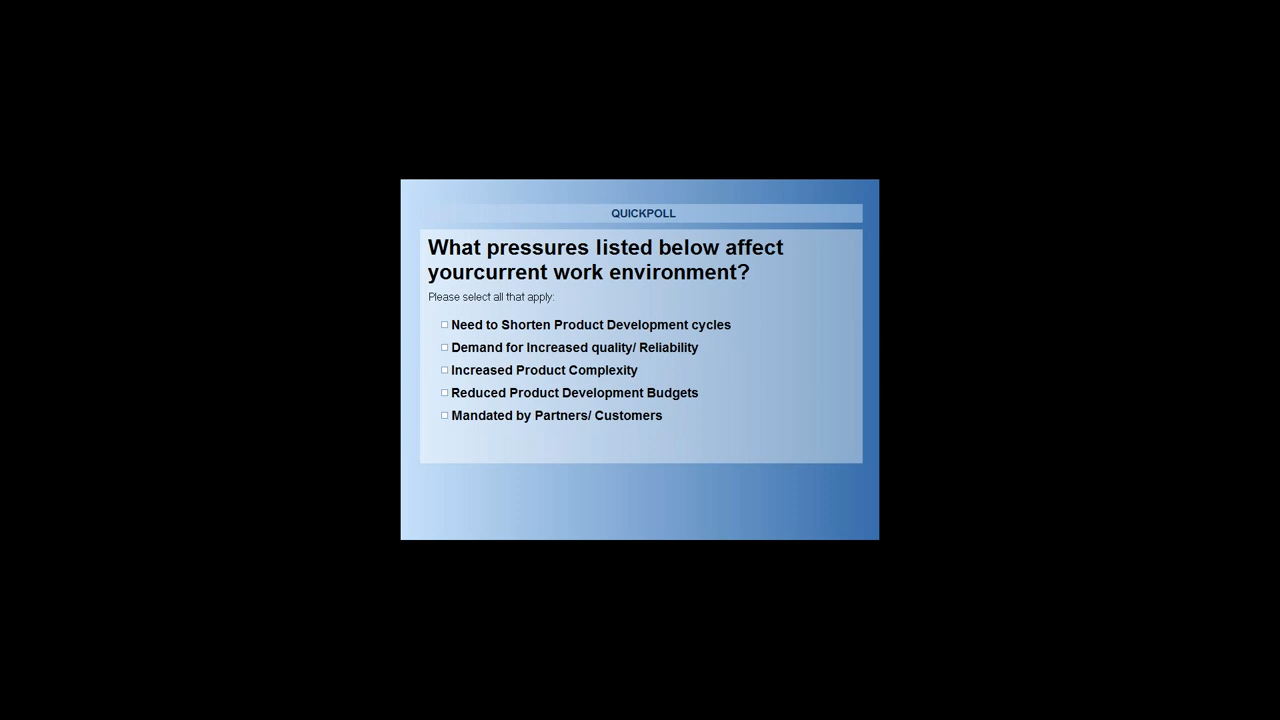 QUICKPOLL
What pressures listed below affect
yourcurrent work environment?
Please select all that apply:
Need to Shorten Product Development cycles
Demand for Increased quality/ Reliability
Increased Product Complexity
Reduced Product Development Budgets
Mandated by Partners/ Customers